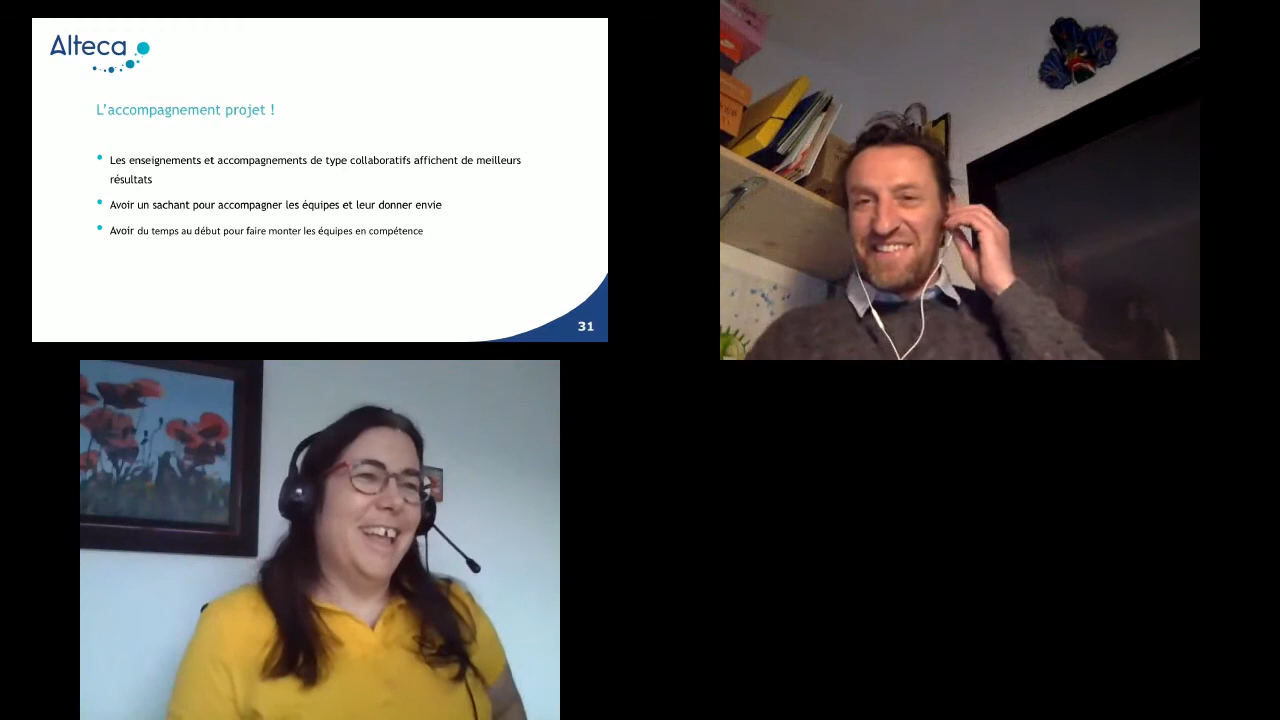 Alteca
L'accompagnement projet !
Les enseignements et accompagnements de type collaboratifs affichent de meilleurs
résultats
Avoir un sachant pour accompagner les équipes et leur donner envie
Avoir du temps au début pour faire monter les équipes en compétence
31